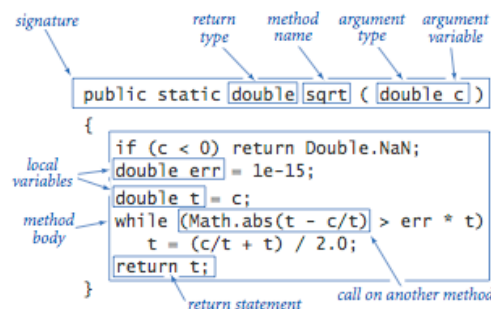 signature
return type
method name
argument type
argument variable
public static double sqrt ( double c )
{
if (c < 0) return Double.NaN;
local variables
double err = 1e-15;
double t = c;
method body
while (Math.abs(t - c/t) > err * t)
t = (c/t + t) / 2.0;
return t;
}
return statement
call on another method